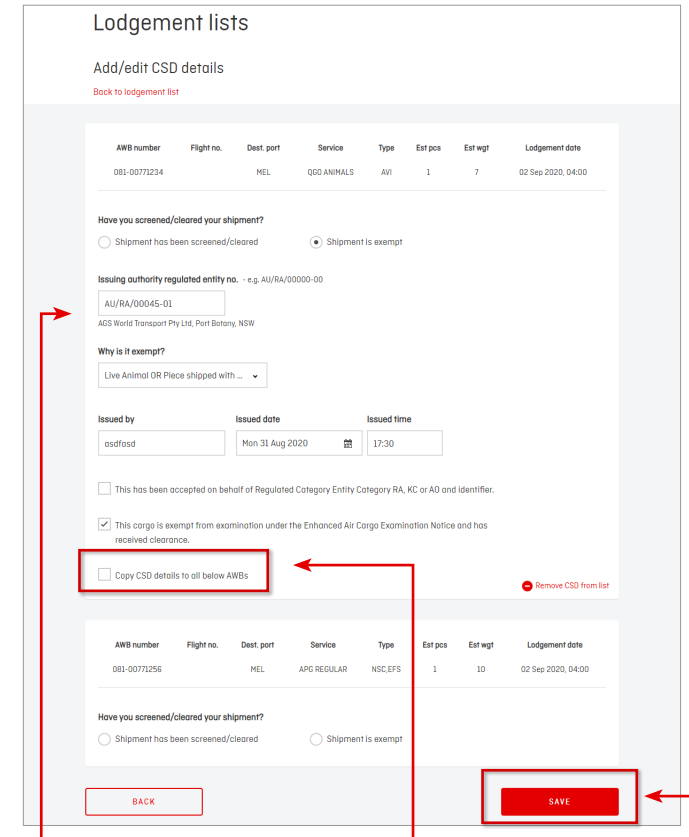 Lodgement lists
Add/edit CSD details
Back to lodgement list
AWB number Flight no. Dest. port Service Type Est pcs Est wgt Lodgement date
081-00771234 MEL QGO ANIMALS AVI 1 7 02 Sep 2020, 04:00
Have you screened/cleared your shipment?
Shipment has been screened/cleared Shipment is exempt
Issuing authority regulated entity no. - e.g. AU/RA/00000-00
AU/RA/00045-01
AGS World Transport Pty Ltd, Port Botany, NSW
Why is it exempt?
Live Animal OR Piece shipped with ...
Issued by Issued date Issued time
asdfasd Mon 31 Aug 2020 17:30
This has been accepted on behalf of Regulated Category Entity Category RA, KC or AO and identifier.
This cargo is exempt from examination under the Enhanced Air Cargo Examination Notice and has
received clearance.
Copy CSD details to all below AWBs
Remove CSD from list
AWB number Flight no. Dest. port Service Type Est pcs Est wgt Lodgement date
081-00771256 MEL APG REGULAR NSC,EFS 1 10 02 Sep 2020, 04:00
Have you screened/cleared your shipment?
Shipment has been screened/cleared Shipment is exempt
BACK SAVE